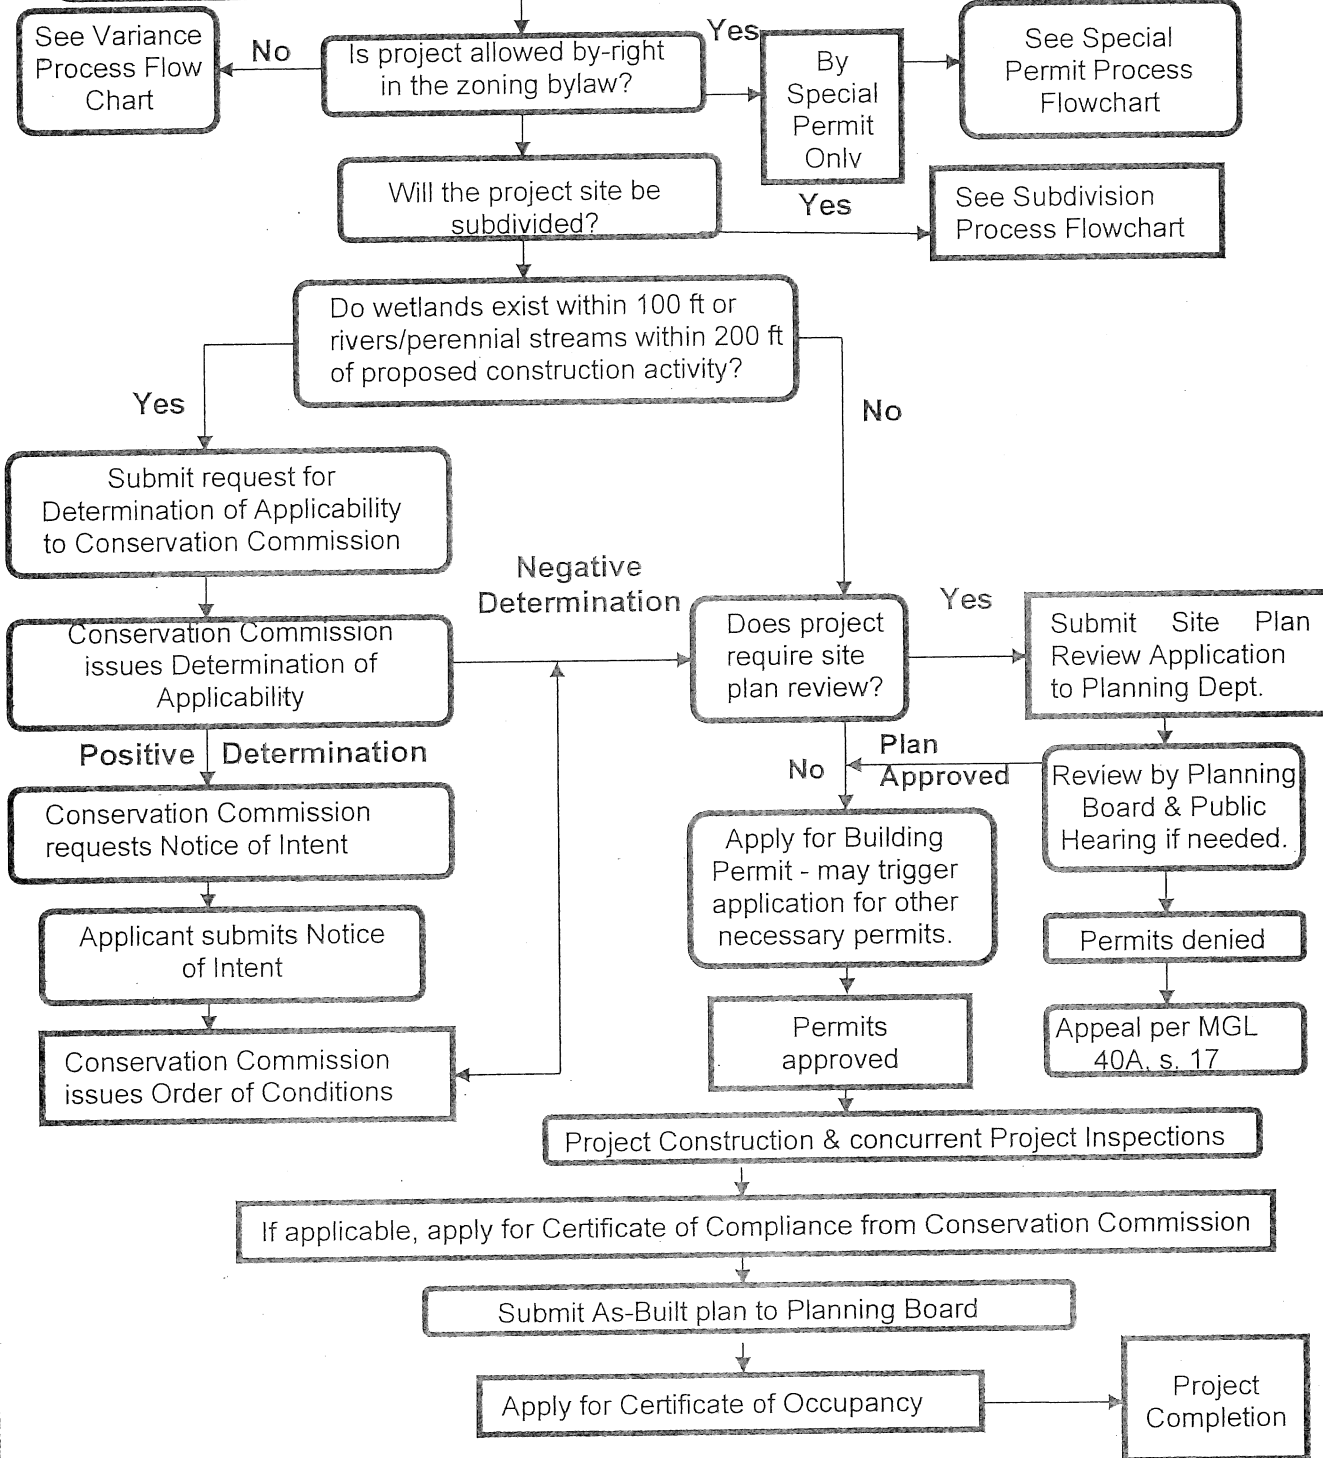 See Variance
Process Flow
Chart
No
Is project allowed by-right
in the zoning bylaw?
Yes
By
Special
Permit
Only
See Special
Permit Process
Flowchart
Will the project site be
subdivided?
Yes
See Subdivision
Process Flowchart
Do wetlands exist within 100 ft or
rivers/perennial streams within 200 ft
of proposed construction activity?
Yes
No
Submit request for
Determination of Applicability
to Conservation Commission
Conservation Commission
issues Determination of
Applicability
Negative
Determination
Does project
require site
plan review?
Yes
Submit Site Plan
Review Application
to Planning Dept.
Positive Determination
No
Plan
Approved
Review by Planning
Board & Public
Hearing if needed.
Conservation Commission
requests Notice of Intent
Apply for Building
Permit - may trigger
application for other
necessary permits.
Applicant submits Notice
of Intent
Permits denied
Conservation Commission
issues Order of Conditions
Permits
approved
Appeal per MGL
40A, s. 17
Project Construction & concurrent Project Inspections
If applicable, apply for Certificate of Compliance from Conservation Commission
Submit As-Built plan to Planning Board
Apply for Certificate of Occupancy
Project
Completion